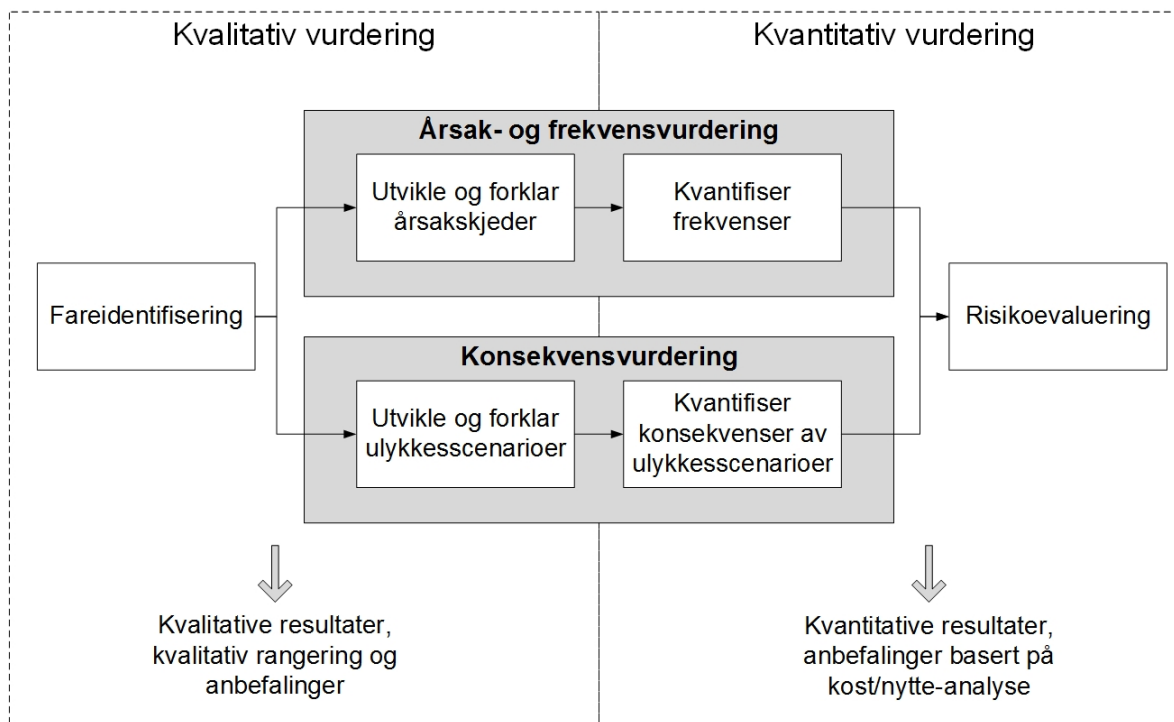 Kvalitativ vurdering
Kvantitativ vurdering
Årsak- og frekvensvurdering
Utvikle og forklar
årsakskjeder
Kvantifiser
frekvenser
Fareidentifisering
Risikoevaluering
Konsekvensvurdering
Utvikle og forklar
ulykkesscenarioer
Kvantifiser
konsekvenser av
ulykkesscenarioer
Kvalitative resultater,
kvalitativ rangering og
anbefalinger
Kvantitative resultater,
anbefalinger basert på
kost/nytte-analyse